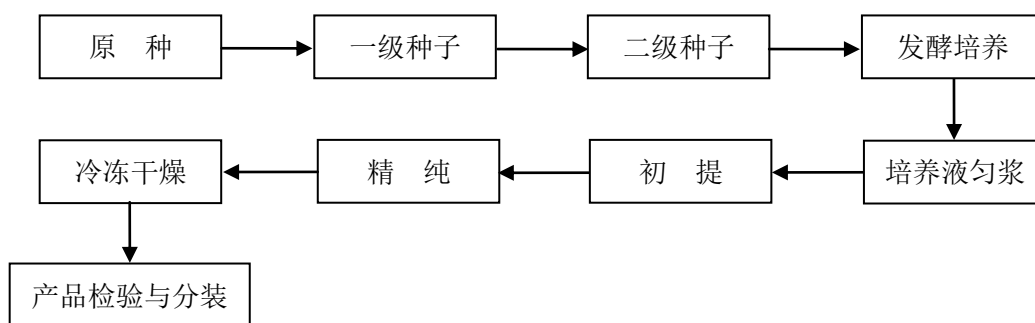 原 种
一级种子
二级种子
发酵培养
冷冻干燥
精 纯
初 提
培养液匀浆
产品检验与分装